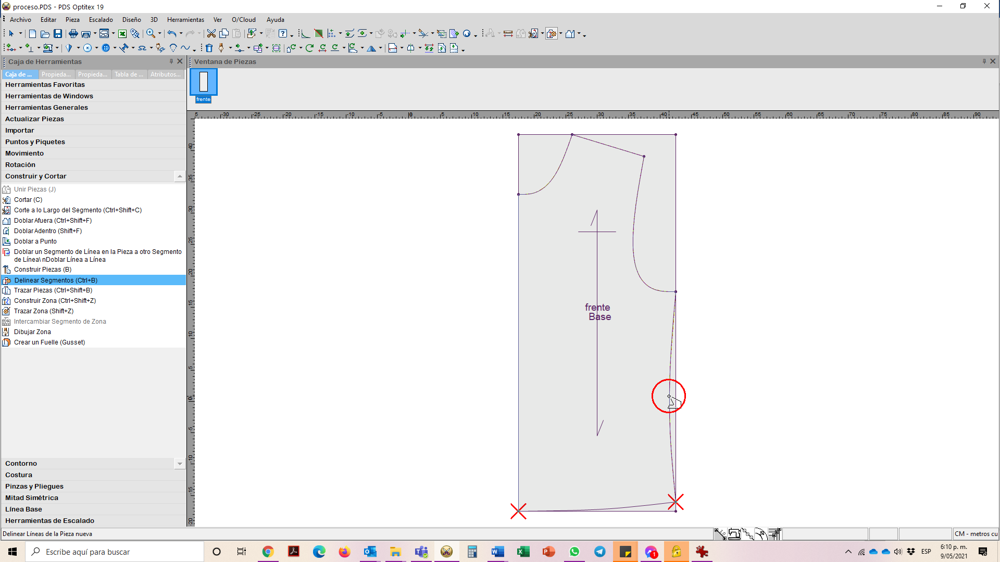 proceso.PDS - PDS Optitex 19
Archivo Editar Pieza Escalado Diseño 3D Herramientas Ver O/Cloud Ayuda
Caja de Herramientas
Ventana de Piezas
Caja de ... Propieda... Propieda... Tabla de ... Atributos...
Herramientas Favoritas
Herramientas de Windows
Herramientas Generales
Actualizar Piezas
Importar
Puntos y Piquetes
Movimiento
Rotación
Construir y Cortar
Unir Piezas (J)
Cortar (C)
Corte a lo Largo del Segmento (Ctrl+Shift+C)
Doblar Afuera (Ctrl+Shift+F)
Doblar Adentro (Shift+F)
Doblar a Punto
Doblar un Segmento de Línea en la Pieza a otro Segmento
de Línea\ nDoblar Línea a Línea
Construir Piezas (B)
Delinear Segmentos (Ctrl+B)
Trazar Piezas (Ctrl+Shift+B)
Construir Zona (Ctrl+Shift+Z)
Trazar Zona (Shift+Z)
Intercambiar Segmento de Zona
Dibujar Zona
Crear un Fuelle (Gusset)
Contorno
Costura
Pinzas y Pliegues
Mitad Simétrica
Línea Base
Herramientas de Escalado
frente
5 -30 -25 -20 -15 -10 -5 0 5 10 15 20 25 30 35 40 45 50 55 60 65 70 75 80 85 90
40
35
30
25
20
15
10
5
0
-5
-10
-15
-20
frente
Base
Delinear Líneas de la Pieza nueva
CM - metros cu
Escribe aquí para buscar
1
ESP
6:10 p. m.
9/05/2021